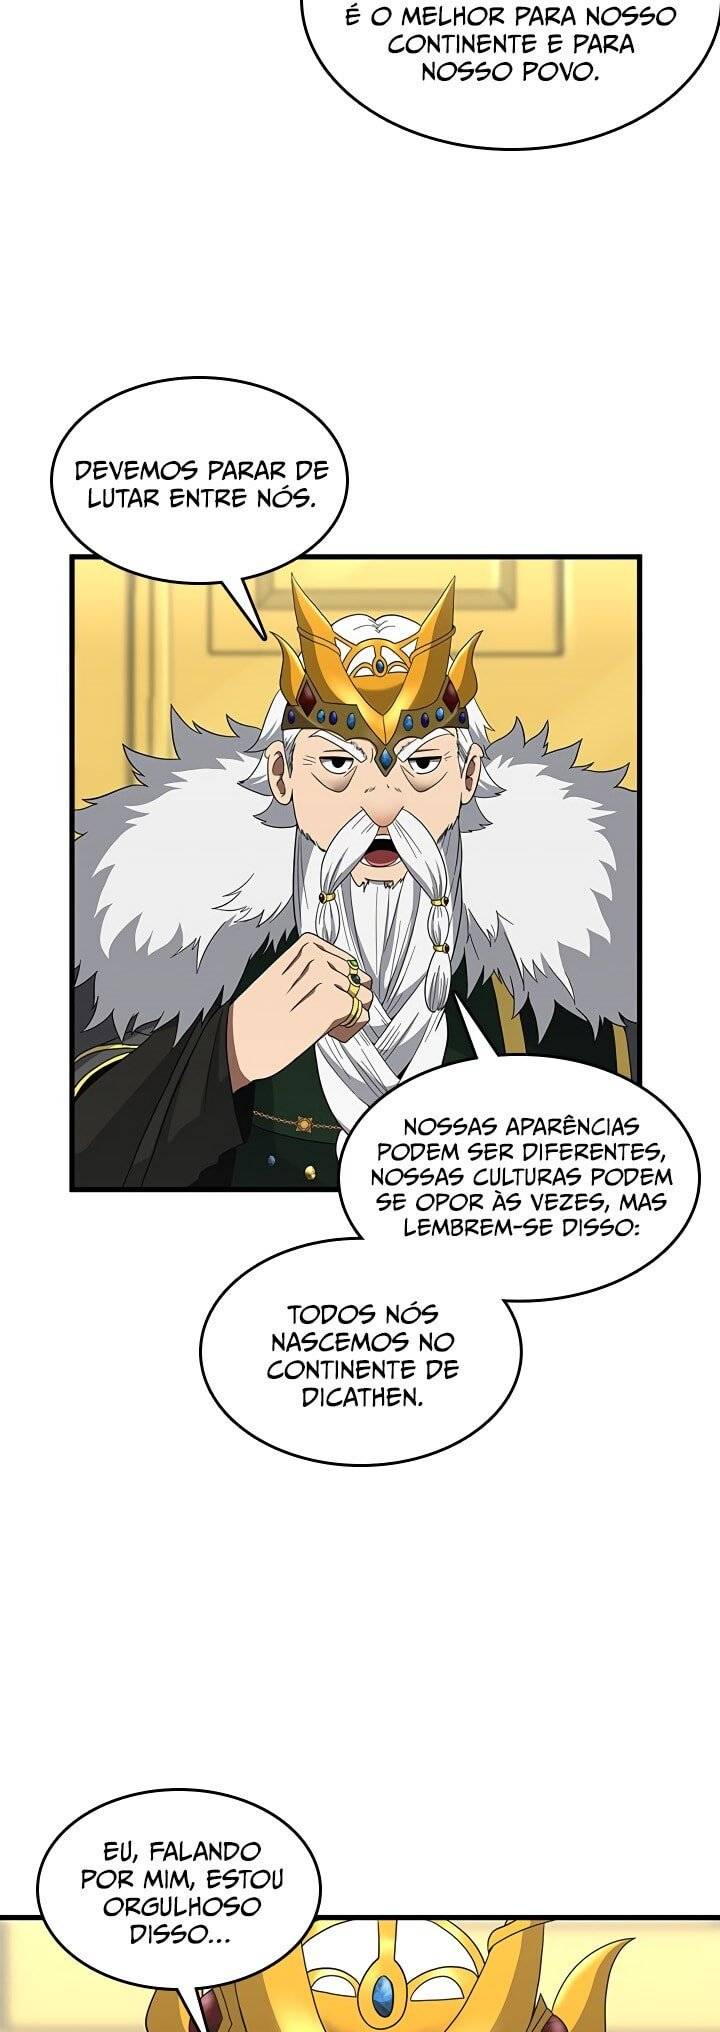 É O MELHOR PARA NOSSO
CONTINENTE E PARA
NOSSO POVO.
DEVEMOS PARAR DE
LUTAR ENTRE NÓS.
NOSSAS APARÊNCIAS
PODEM SER DIFERENTES,
NOSSAS CULTURAS PODEM
SE OPOR ÀS VEZES, MAS
LEMBREM-SE DISSO:
TODOS NÓS
NASCEMOS NO
CONTINENTE DE
DICATHEN.
EU, FALANDO
POR MIM, ESTOU
ORGULHOSO
DISSO...